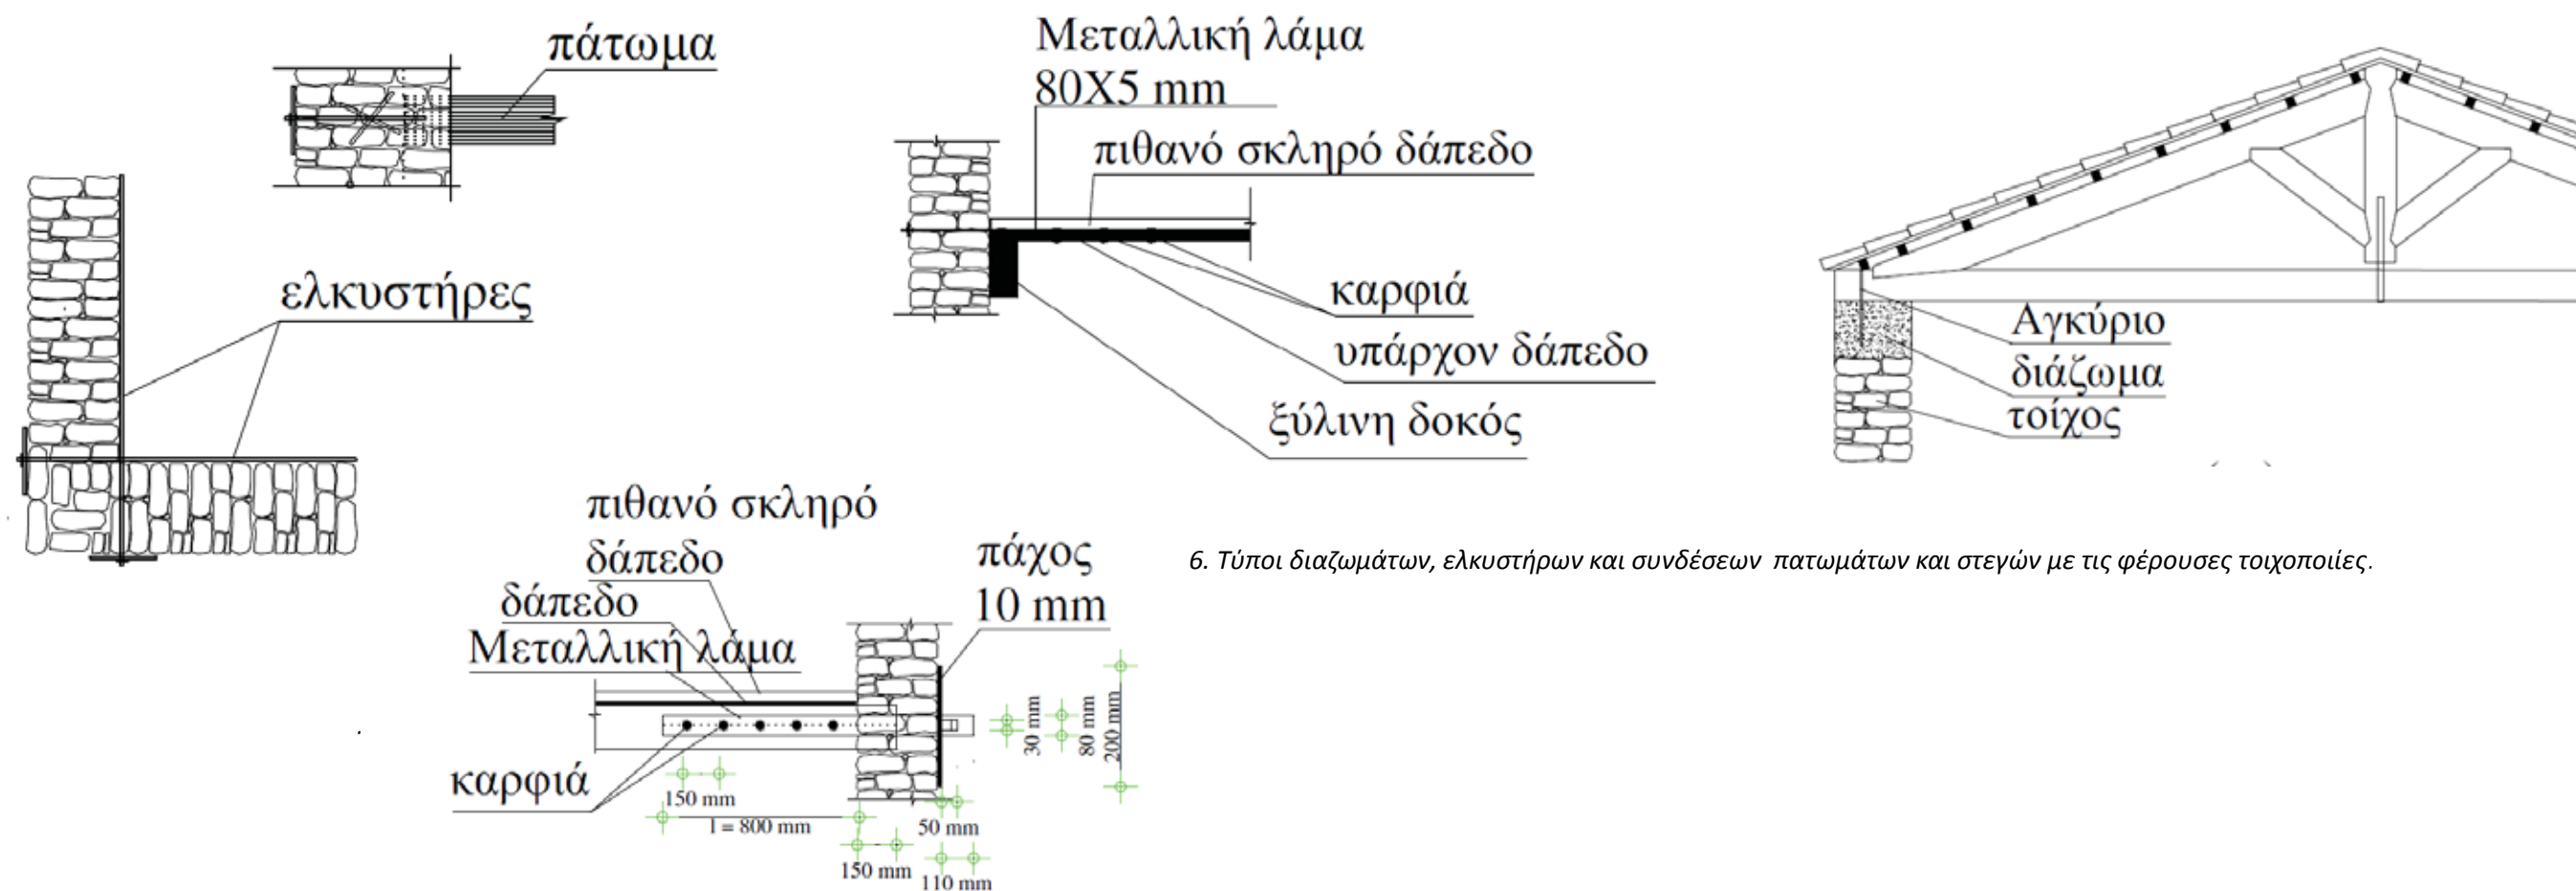 πάτωμα
ελκυστήρες
Μεταλλική λάμα
80X5 mm
πιθανό σκληρό δάπεδο
καρφιά
υπάρχον δάπεδο
ξύλινη δοκός
Αγκύριο
διάζωμα
τοίχος
πιθανό σκληρό
δάπεδο
δάπεδο
Μεταλλική λάμα
καρφιά
πάχος
10 mm
30 mm
80 mm
200 mm
150 mm
l = 800 mm
150 mm
50 mm
110 mm
6. Τύποι διαζωμάτων, ελκυστήρων και συνδέσεων πατωμάτων και στεγών με τις φέρουσες τοιχοποιίες.